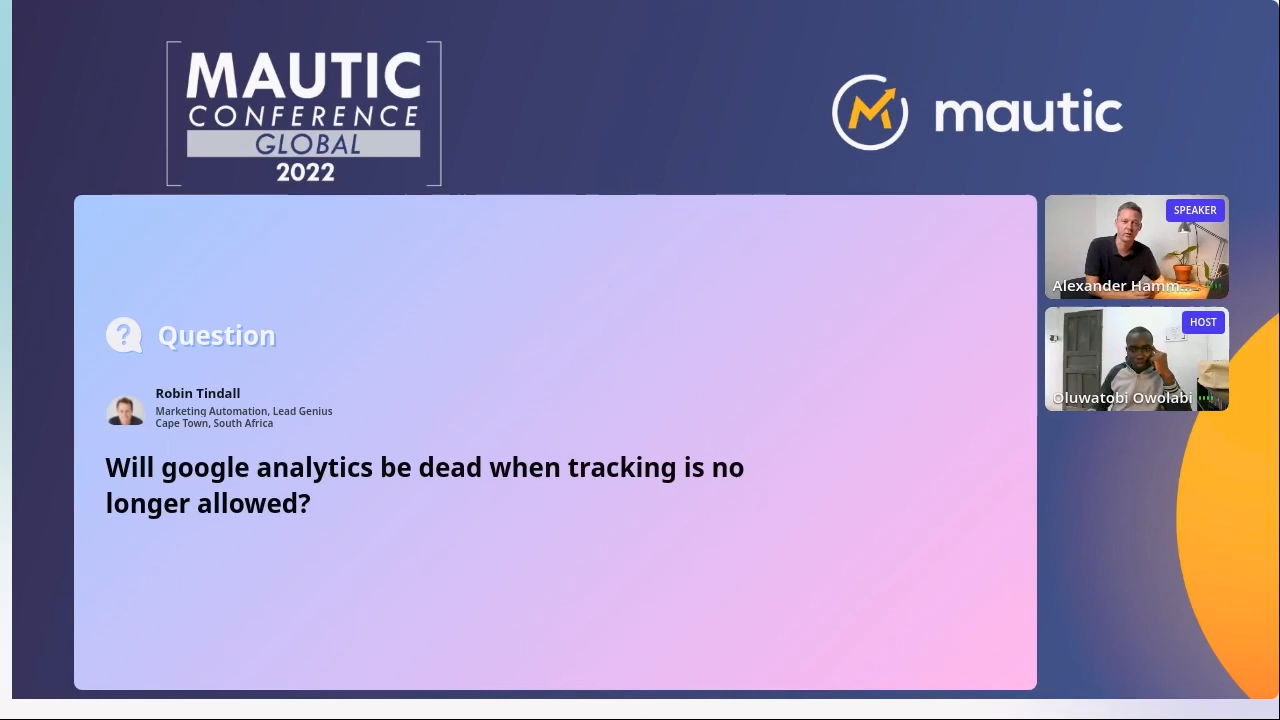 MAUTIC
CONFERENCE
GLOBAL
2022
mautic
SPEAKER
Alexander Hamm...
HOST
Oluwatobi Owolabi
Question
Robin Tindall
Marketing Automation, Lead Genius
Cape Town, South Africa
Will google analytics be dead when tracking is no
longer allowed?